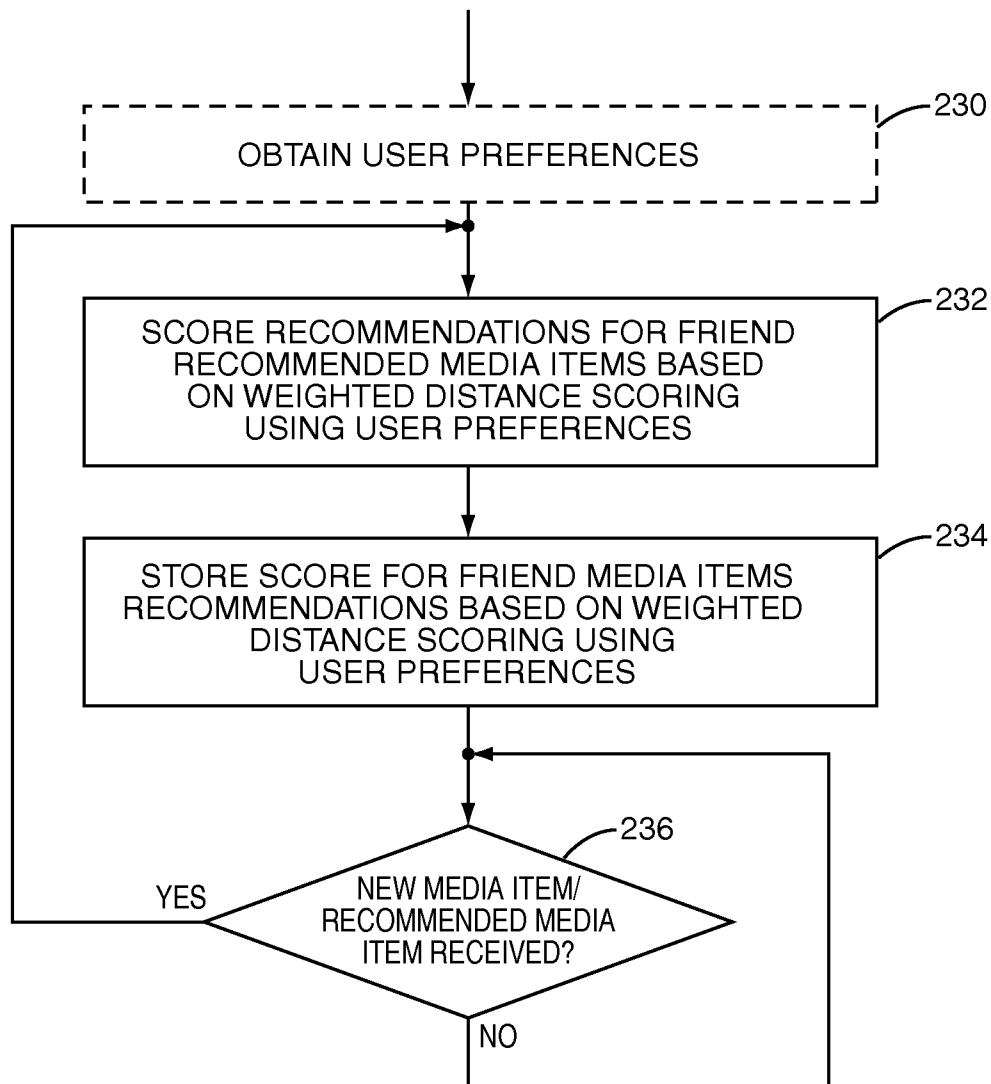 230
OBTAIN USER PREFERENCES
232
SCORE RECOMMENDATIONS FOR FRIEND
RECOMMENDED MEDIA ITEMS BASED
ON WEIGHTED DISTANCE SCORING
USING USER PREFERENCES
234
STORE SCORE FOR FRIEND MEDIA ITEMS
RECOMMENDATIONS BASED ON WEIGHTED
DISTANCE SCORING USING
USER PREFERENCES
236
YES
NEW MEDIA ITEM/
RECOMMENDED MEDIA
ITEM RECEIVED?
NO